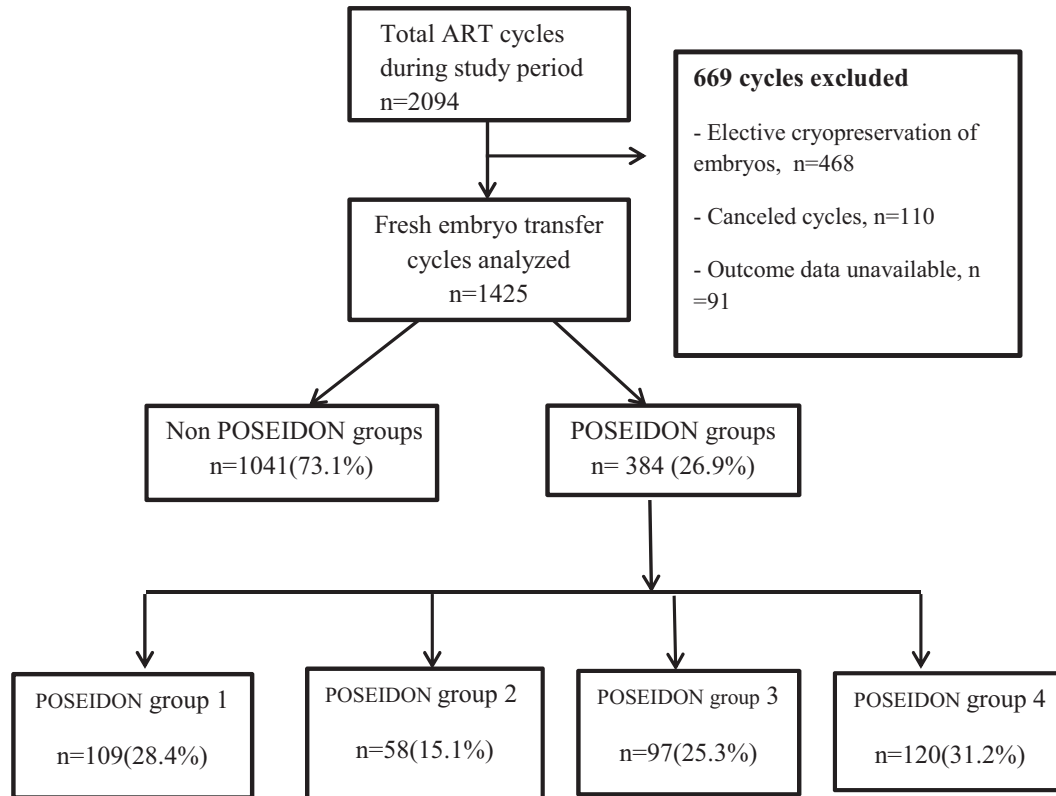 Total ART cycles
during study period
n=2094
669 cycles excluded
- Elective cryopreservation of
embryos, n=468
- Canceled cycles, n=110
- Outcome data unavailable, n
=91
Fresh embryo transfer
cycles analyzed
n=1425
Non POSEIDON groups
n=1041(73.1%)
POSEIDON groups
n= 384 (26.9%)
POSEIDON group 1
n=109(28.4%)
POSEIDON group 2
n=58(15.1%)
POSEIDON group 3
n=97(25.3%)
POSEIDON group 4
n=120(31.2%)